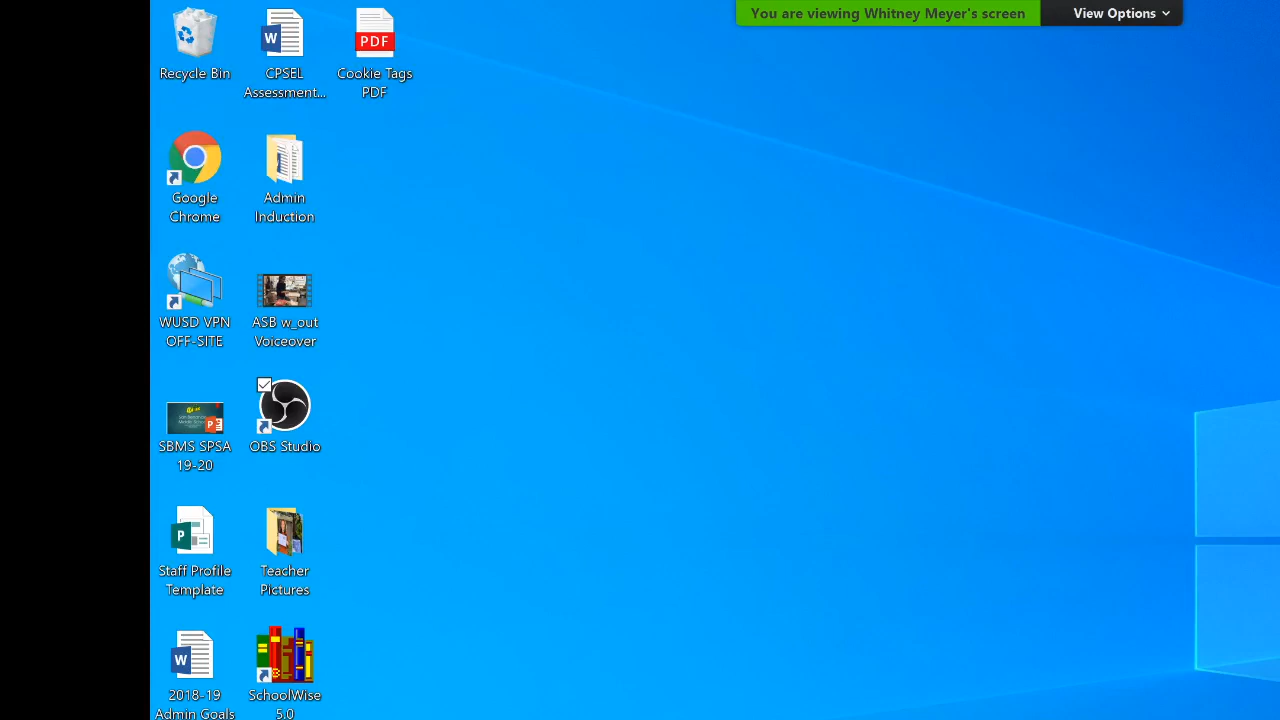 You are viewing Whitney Meyer's screen
View Options
Recycle Bin
CPSEL
Assessment...
PDF
Cookie Tags
PDF
Google
Chrome
Admin
Induction
WUSD VPN
OFF-SITE
ASB w_out
Voiceover
SBMS SPSA
19-20
OBS Studio
Staff Profile
Template
Teacher
Pictures
2018-19
Admin Goals
SchoolWise
5.0